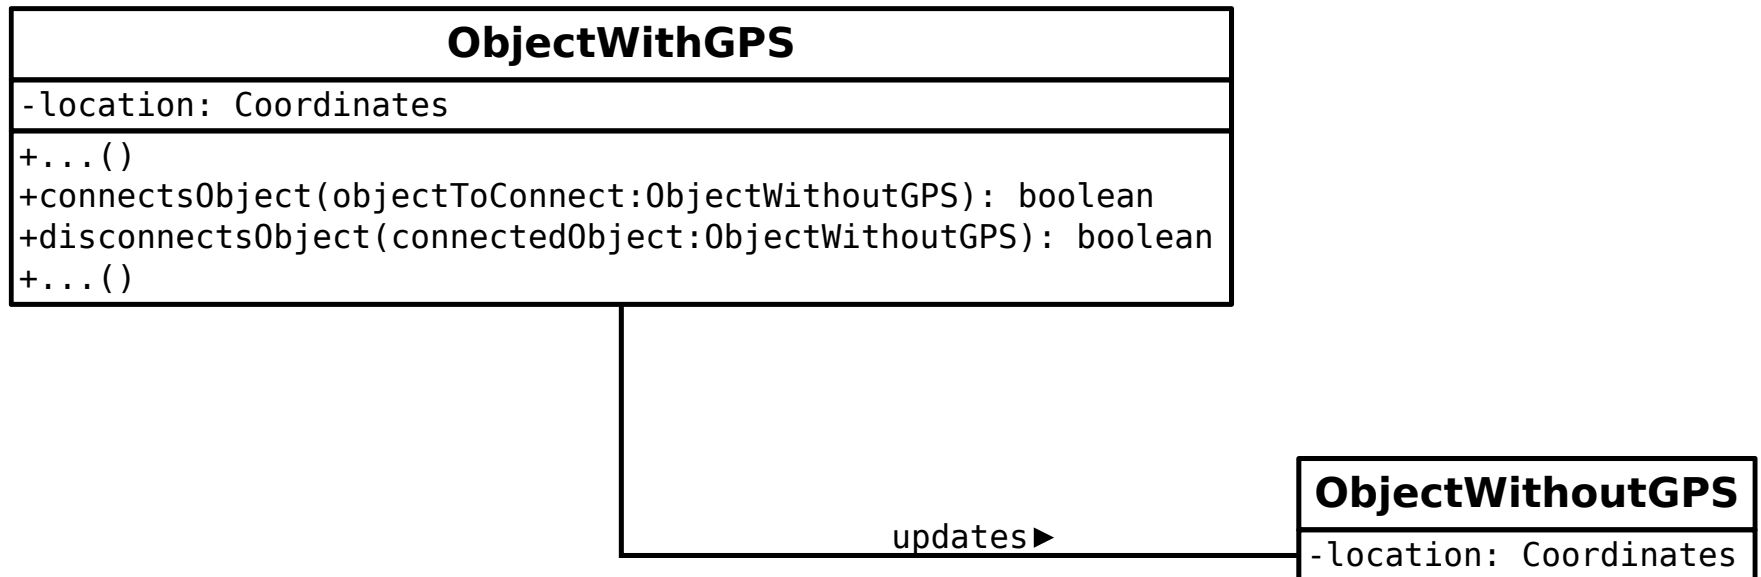 ObjectWithGPS
-location: Coordinates
+...()
+connectsObject(objectToConnect:ObjectWithoutGPS): boolean
+disconnectsObject(connectedObject:ObjectWithoutGPS): boolean
+...()
updates►
ObjectWithoutGPS
-location: Coordinates